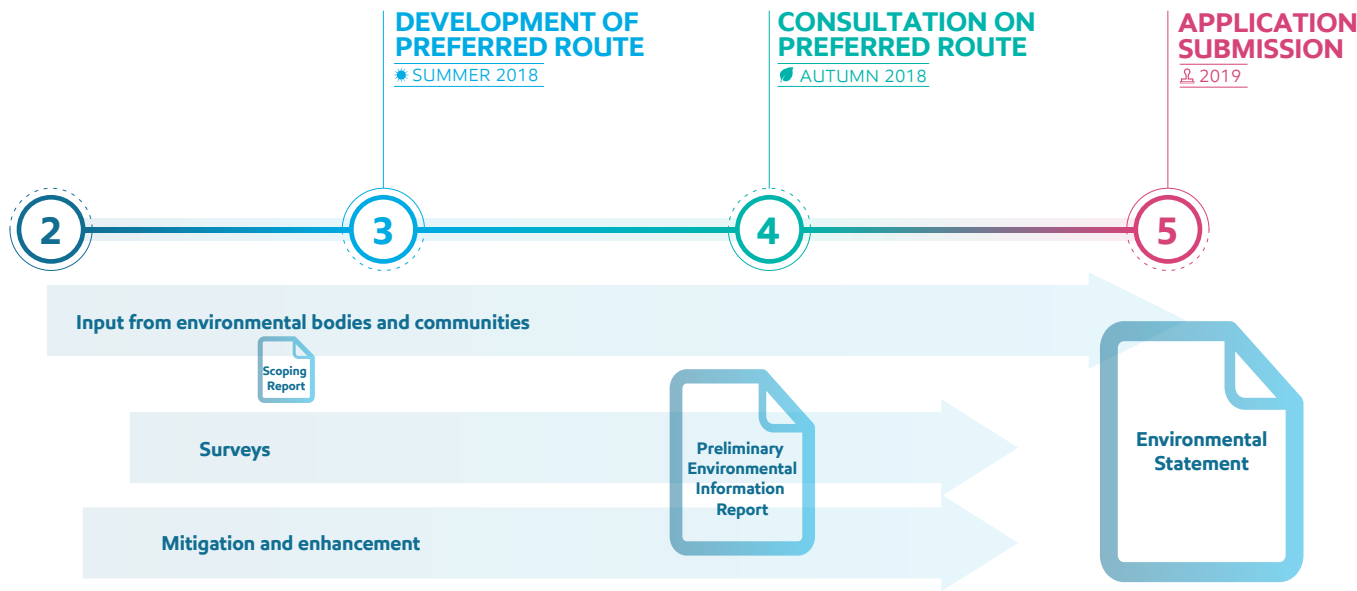 DEVELOPMENT OF
PREFERRED ROUTE
SUMMER 2018
CONSULTATION ON
PREFERRED ROUTE
AUTUMN 2018
APPLICATION
SUBMISSION
2019
2
3
4
5
Input from environmental bodies and communities
Scoping
Report
Surveys
Preliminary
Environmental
Information
Report
Environmental
Statement
Mitigation and enhancement